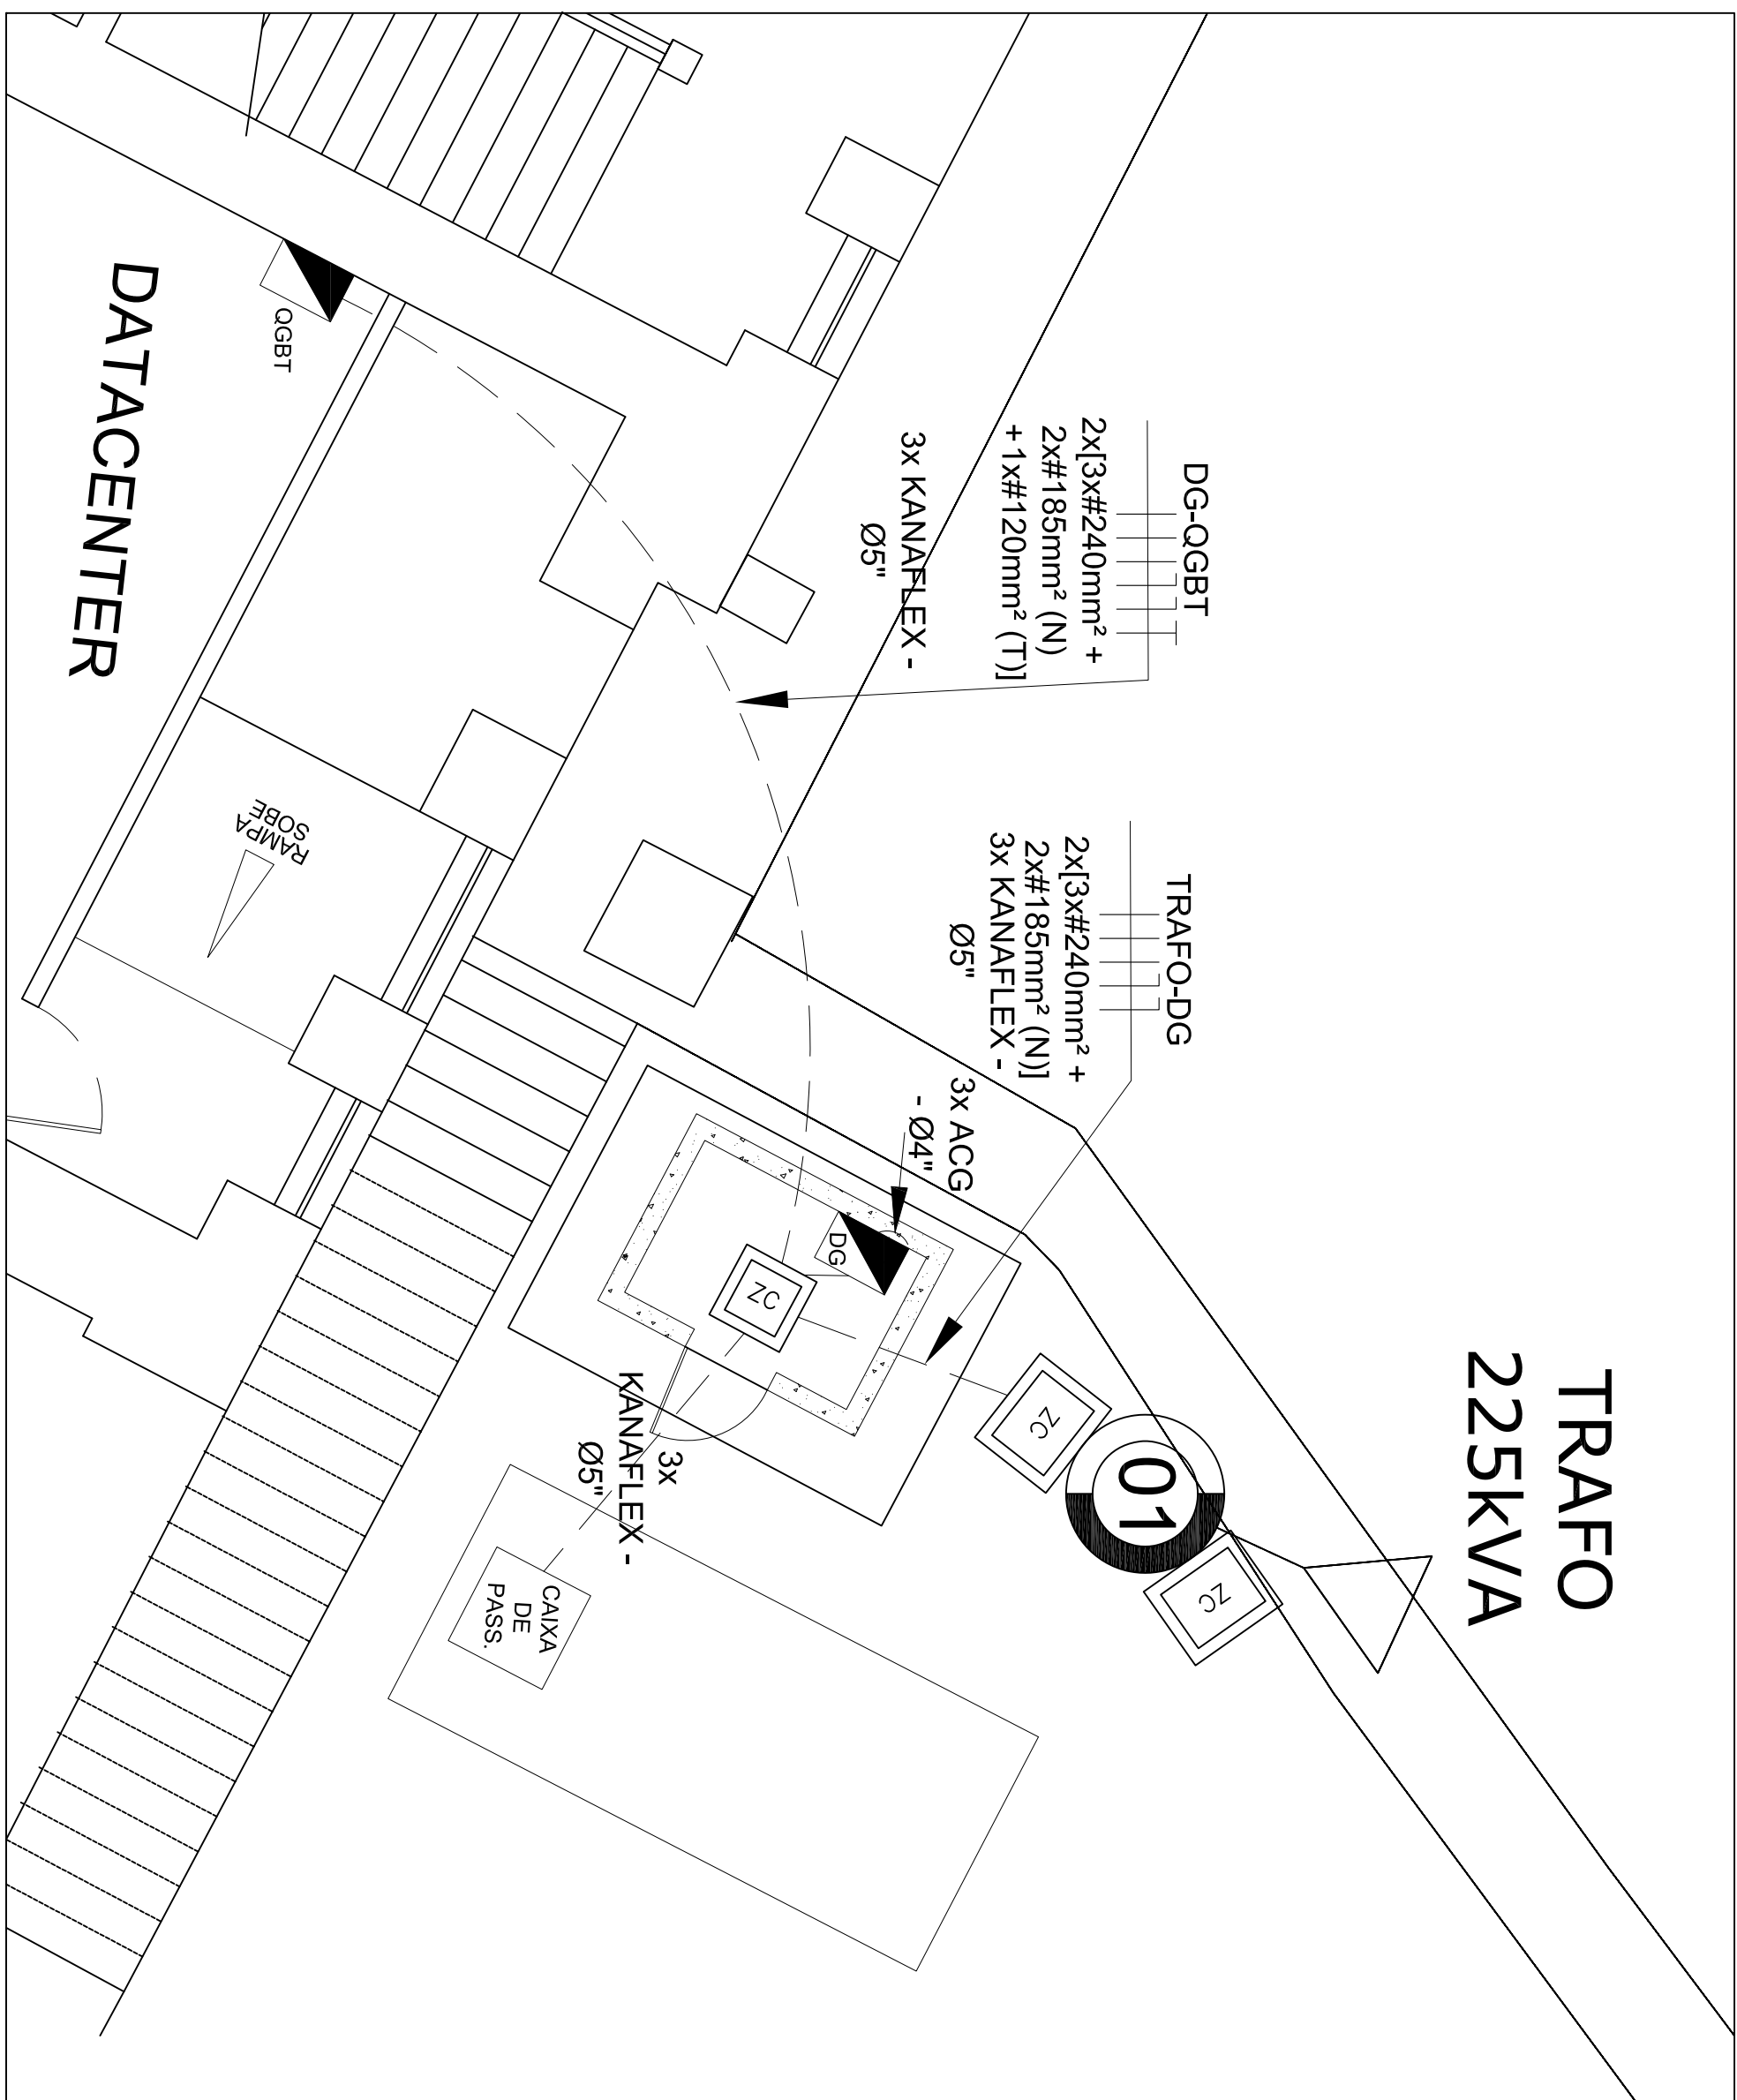 TRAFO
225kVA
DG-QGBT
2x[3x#240mm² +
2x#185mm² (N)
+ 1x#120mm² (T)]
3x KANAFLEX -
Ø5"
TRAFO-DG
2x[3x#240mm² +
2x#185mm² (N)]
3x KANAFLEX -
Ø5"
3x ACG
- Ø4"
DG
ZC
ZC
01
ZC
3x
KANAFLEX -
Ø5"
CAIXA
DE
PASS.
QGBT
RAMPA
SOBE
DATACENTER